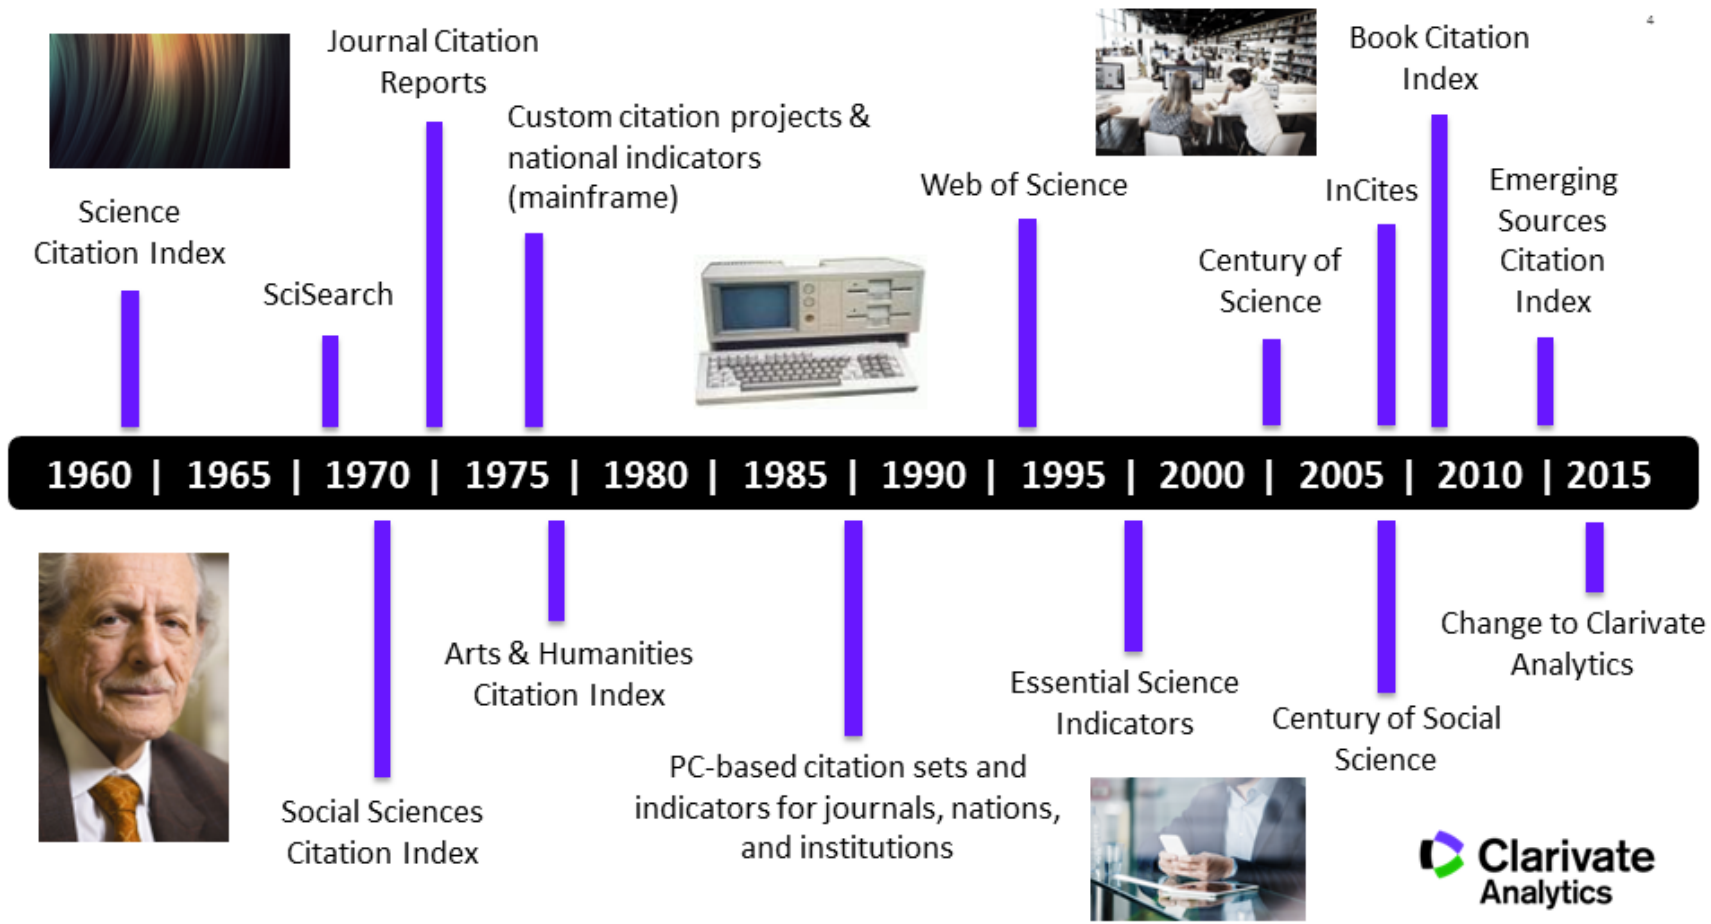 4
Journal Citation
Reports
Book Citation
Index
Custom citation projects &
national indicators
(mainframe)
Web of Science
InCites
Emerging
Sources
Citation
Index
Science
Citation Index
Century of
Science
SciSearch
1960 | 1965 | 1970 | 1975 | 1980 | 1985 | 1990 | 1995 | 2000 | 2005 | 2010 | 2015
Change to Clarivate
Analytics
Arts & Humanities
Citation Index
Essential Science
Indicators
Century of Social
Science
PC-based citation sets and
indicators for journals, nations,
and institutions
Social Sciences
Citation Index
Clarivate
Analytics